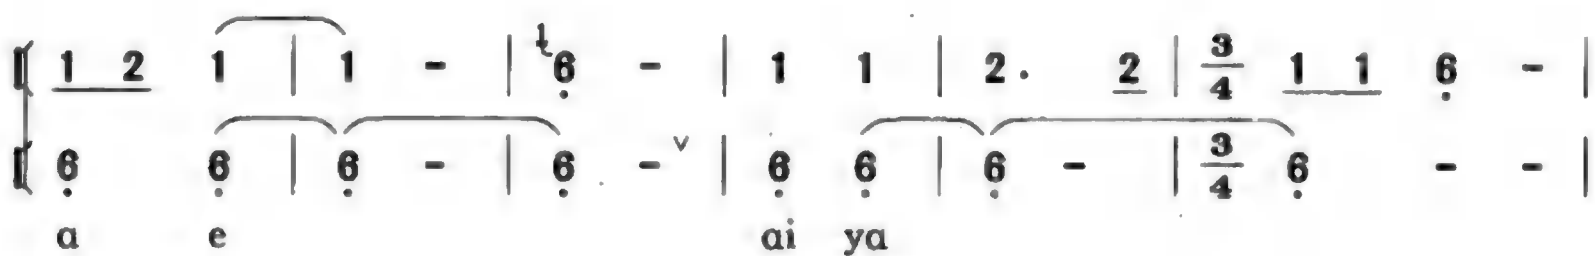 1 2 1 | 1 - | 1 6̣ - | 1 1 | 2. 2 | 3/4 1 1 6̣ - |
6̣ 6̣ | 6̣ - | 6̣ - ∨ | 6̣ 6̣ | 6̣ - | 3/4 6̣ - - |
a e ai ya